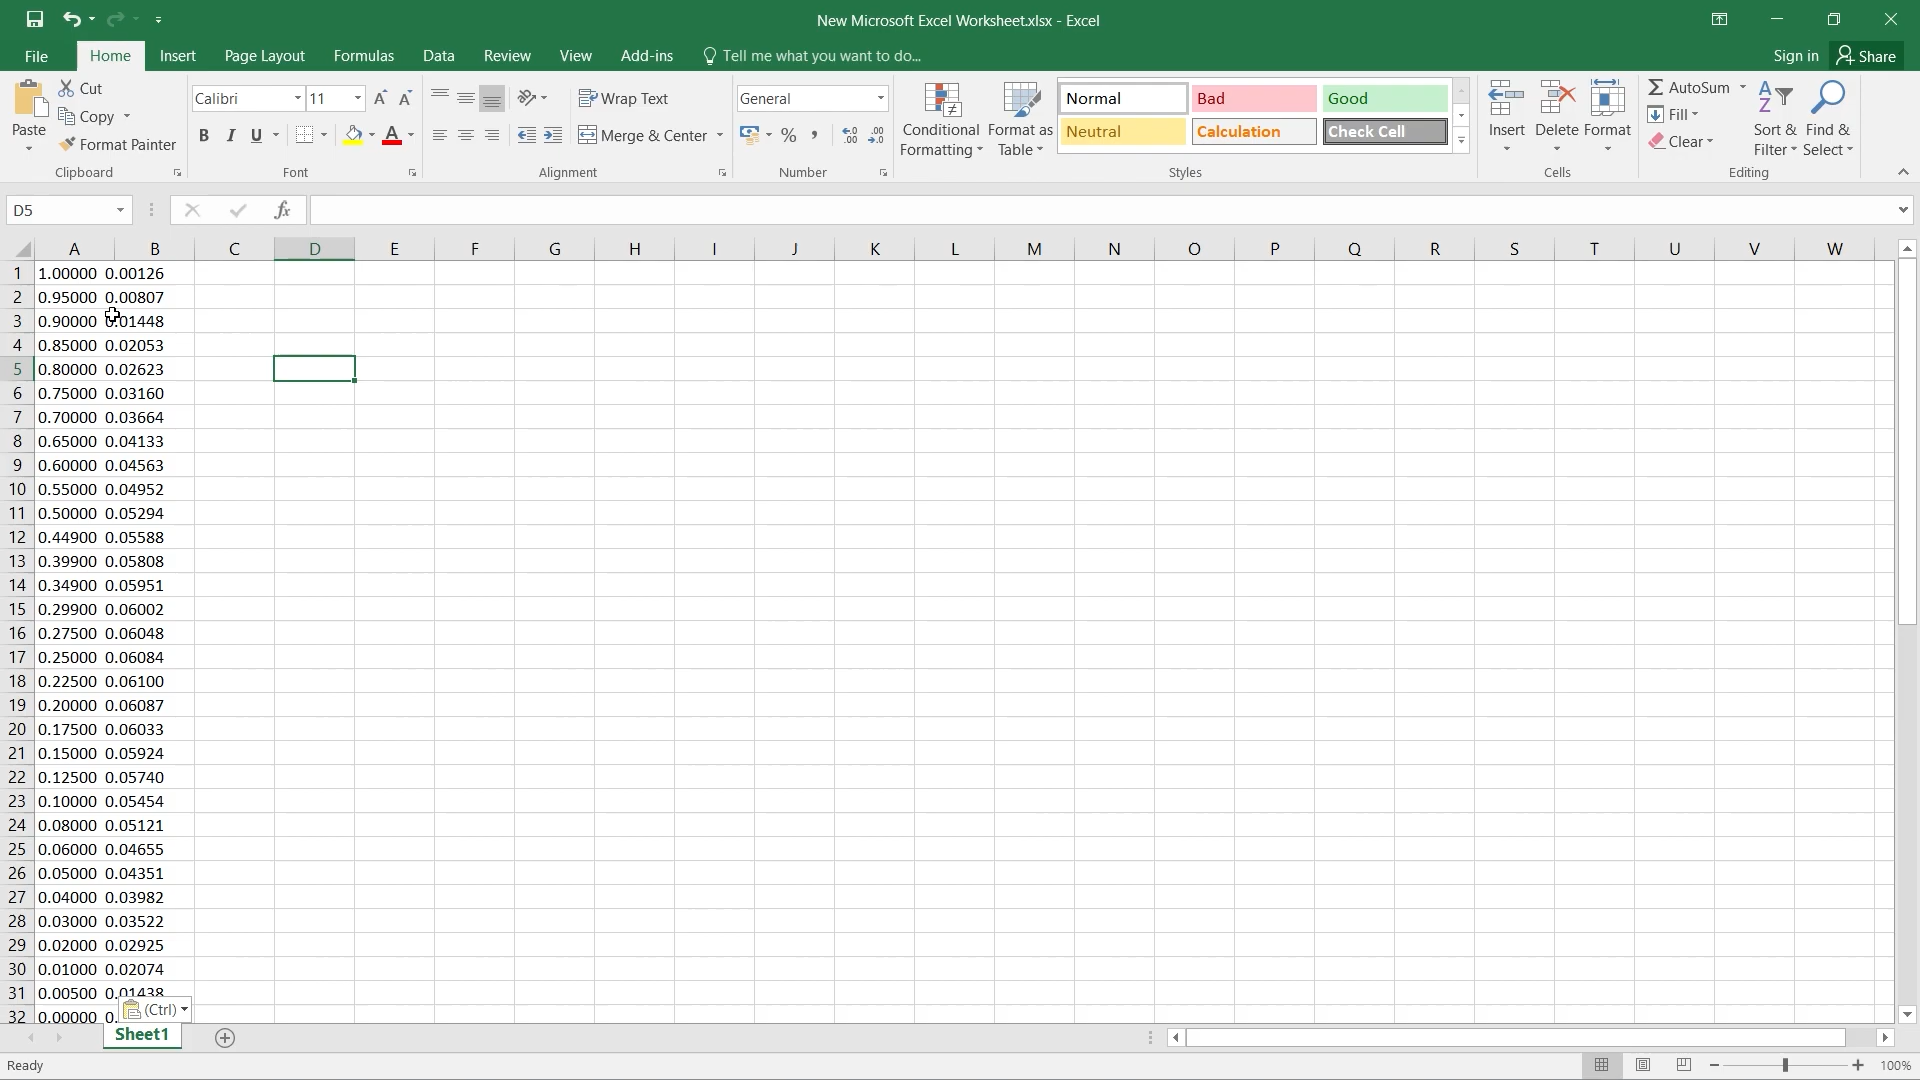 New Microsoft Excel Worksheet.xlsx - Excel
File Home Insert Page Layout Formulas Data Review View Add-ins Tell me what you want to do... Sign in Share
Paste Cut Copy Format Painter
Clipboard
Calibri 11 A A
B I U A
Font
Wrap Text
Merge & Center
Alignment
General
% ,
Number
Conditional Formatting
Format as Table
Normal Bad Good
Neutral Calculation Check Cell
Styles
Insert Delete Format
Cells
AutoSum
Fill
Clear
Sort & Filter
Find & Select
Editing
D5 fx
A B C D E F G H I J K L M N O P Q R S T U V W
1 1.00000 0.00126
2 0.95000 0.00807
3 0.90000 0.01448
4 0.85000 0.02053
5 0.80000 0.02623
6 0.75000 0.03160
7 0.70000 0.03664
8 0.65000 0.04133
9 0.60000 0.04563
10 0.55000 0.04952
11 0.50000 0.05294
12 0.44900 0.05588
13 0.39900 0.05808
14 0.34900 0.05951
15 0.29900 0.06002
16 0.27500 0.06048
17 0.25000 0.06084
18 0.22500 0.06100
19 0.20000 0.06087
20 0.17500 0.06033
21 0.15000 0.05924
22 0.12500 0.05740
23 0.10000 0.05454
24 0.08000 0.05121
25 0.06000 0.04655
26 0.05000 0.04351
27 0.04000 0.03982
28 0.03000 0.03522
29 0.02000 0.02925
30 0.01000 0.02074
31 0.00500 0.01438
32 0.00000 0.
(Ctrl)
Sheet1
Ready 100%